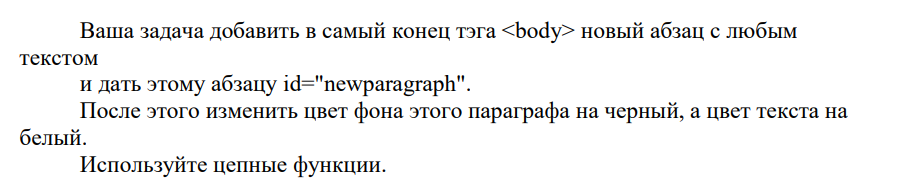 Ваша задача добавить в самый конец тэга <body> новый абзац с любым
текстом
и дать этому абзацу id="newparagraph".
После этого изменить цвет фона этого параграфа на черный, а цвет текста на
белый.
Используйте цепные функции.